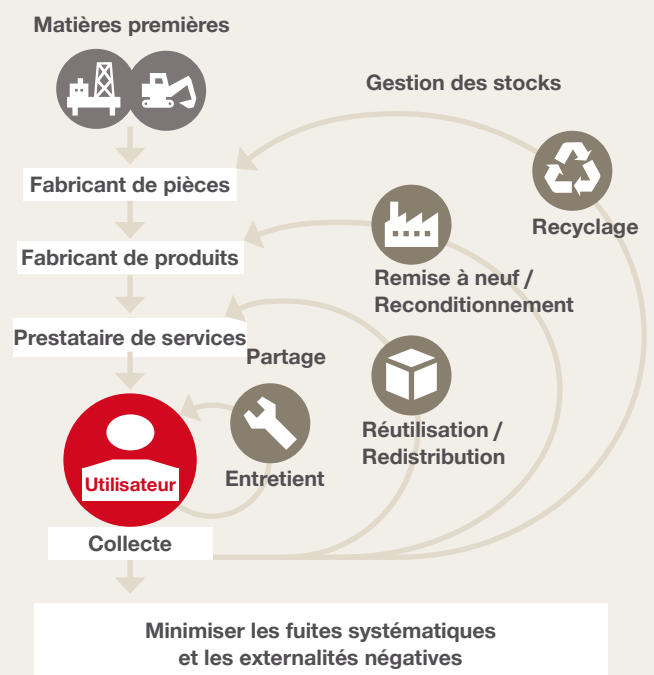 Matières premières
Gestion des stocks
Fabricant de pièces
Recyclage
Fabricant de produits
Remise à neuf /
Reconditionnement
Prestataire de services
Partage
Réutilisation /
Redistribution
Utilisateur
Entretient
Collecte
Minimiser les fuites systématiques
et les externalités négatives